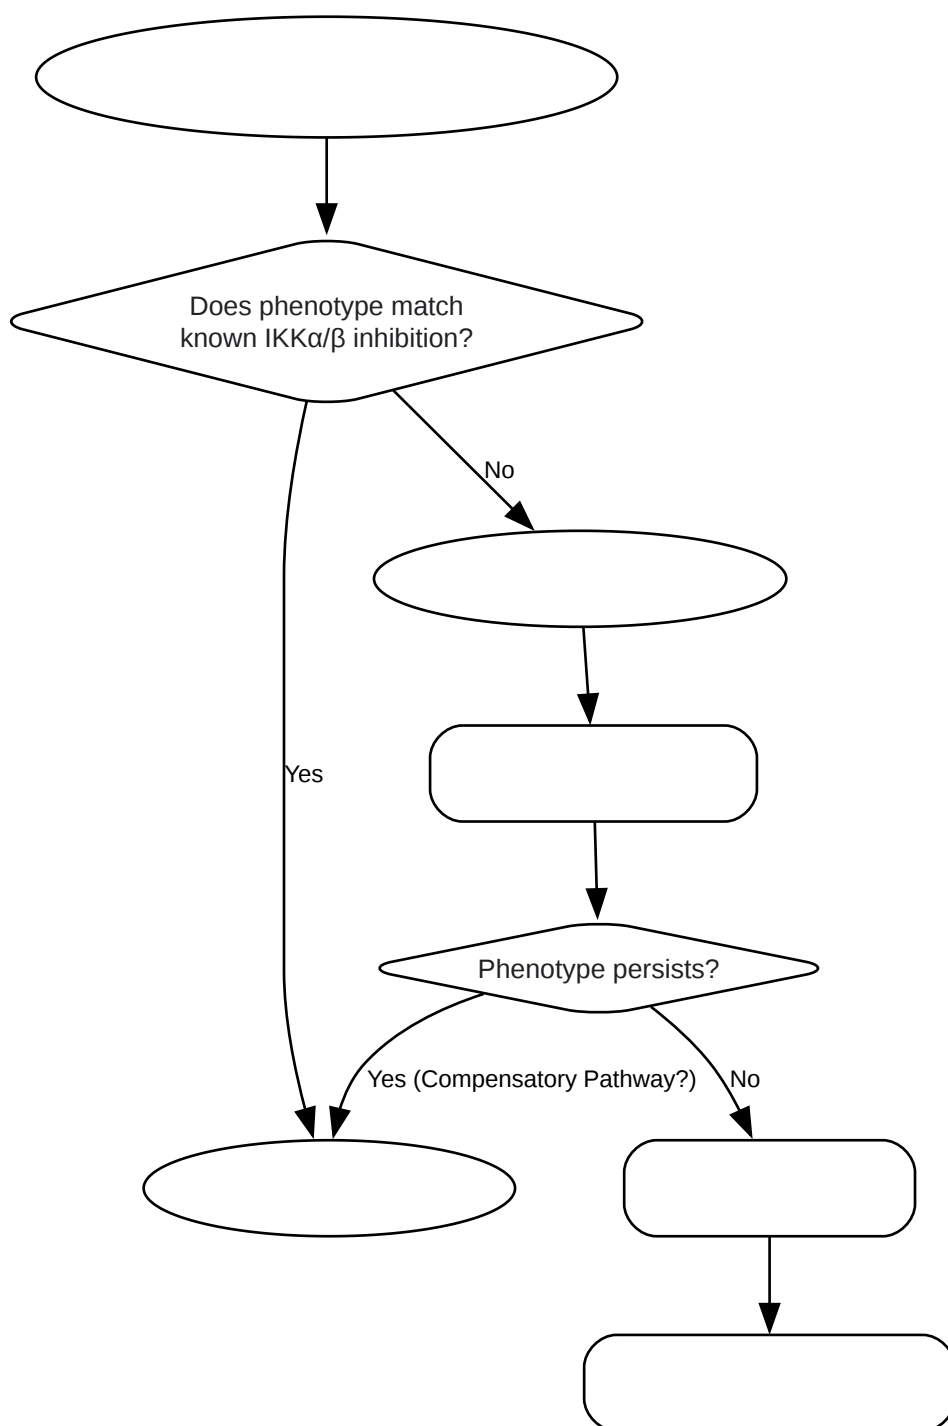 Does phenotype match
known IKKα/β inhibition?
No
Yes
Phenotype persists?
Yes (Compensatory Pathway?)
No